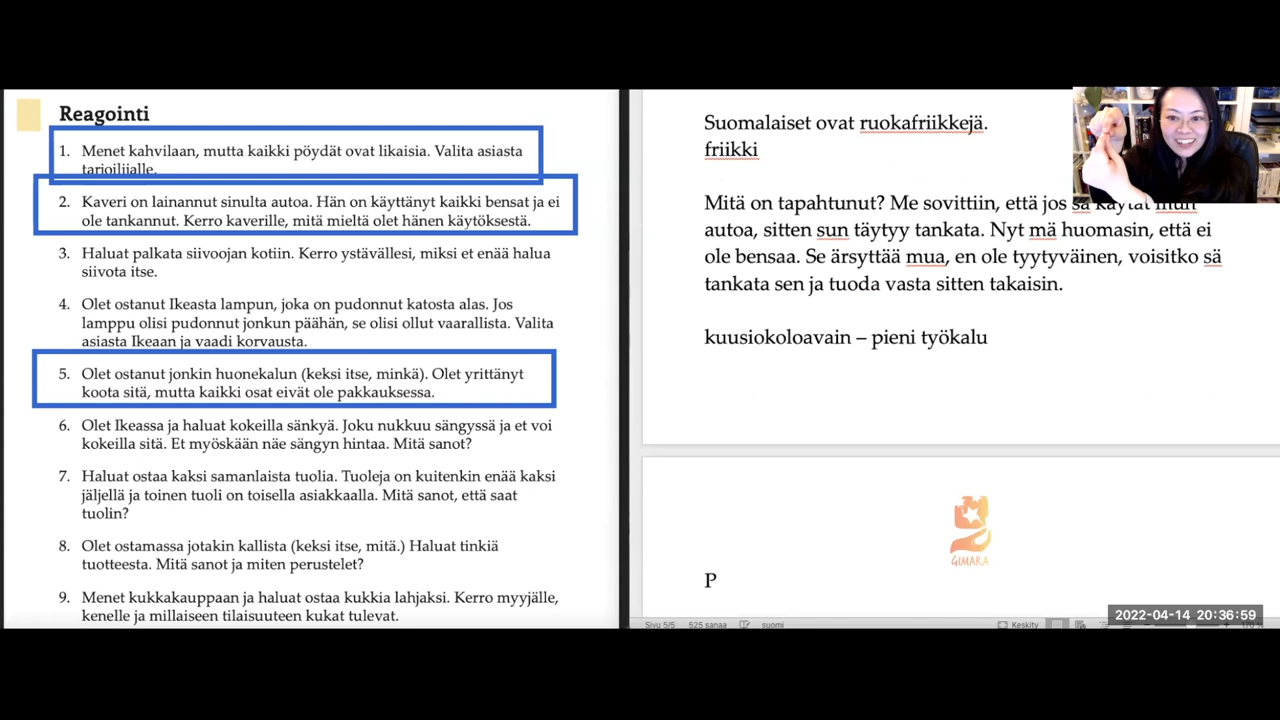 Reagointi
1. Menet kahvilaan, mutta kaikki pöydät ovat likaisia. Valita asiasta
tarjoilijalle.
2. Kaveri on lainannut sinulta autoa. Hän on käyttänyt kaikki bensat ja ei
ole tankannut. Kerro kaverille, mitä mieltä olet hänen käytöksestä.
3. Haluat palkata siivoojan kotiin. Kerro ystävällesi, miksi et enää halua
siivota itse.
4. Olet ostanut Ikeasta lampun, joka on pudonnut katosta alas. Jos
lamppu olisi pudonnut jonkun päähän, se olisi ollut vaarallista. Valita
asiasta Ikeaan ja vaadi korvausta.
5. Olet ostanut jonkin huonekalun (keksi itse, minkä). Olet yrittänyt
koota sitä, mutta kaikki osat eivät ole pakkauksessa.
6. Olet Ikeassa ja haluat kokeilla sänkyä. Joku nukkuu sängyssä ja et voi
kokeilla sitä. Et myöskään näe sängyn hintaa. Mitä sanot?
7. Haluat ostaa kaksi samanlaista tuolia. Tuoleja on kuitenkin enää kaksi
jäljellä ja toinen tuoli on toisella asiakkaalla. Mitä sanot, että saat
tuolin?
8. Olet ostamassa jotakin kallista (keksi itse, mitä.) Haluat tinkiä
tuotteesta. Mitä sanot ja miten perustelet?
9. Menet kukkakauppaan ja haluat ostaa kukkia lahjaksi. Kerro myyjälle,
kenelle ja millaiseen tilaisuuteen kukat tulevat.
Suomalaiset ovat ruokafriikkejä.
friikki
Mitä on tapahtunut? Me sovittiin, että jos sä käytät mun
autoa, sitten sun täytyy tankata. Nyt mä huomasin, että ei
ole bensaa. Se ärsyttää mua, en ole tyytyväinen, voisitko sä
tankata sen ja tuoda vasta sitten takaisin.
kuusiokoloavain – pieni työkalu
GIMARA
P
2022-04-14 20:36:59
Sivu 5/5 525 sanaa suomi Keskity